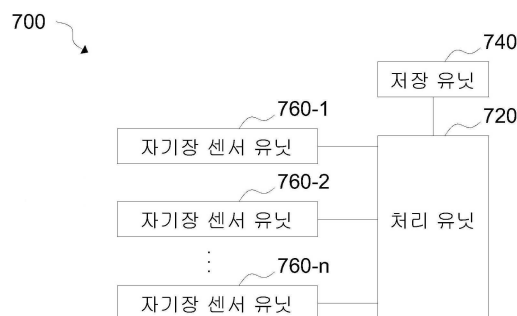 700
740
저장 유닛
720
760-1
자기장 센서 유닛
760-2
자기장 센서 유닛
처리 유닛
760-n
자기장 센서 유닛